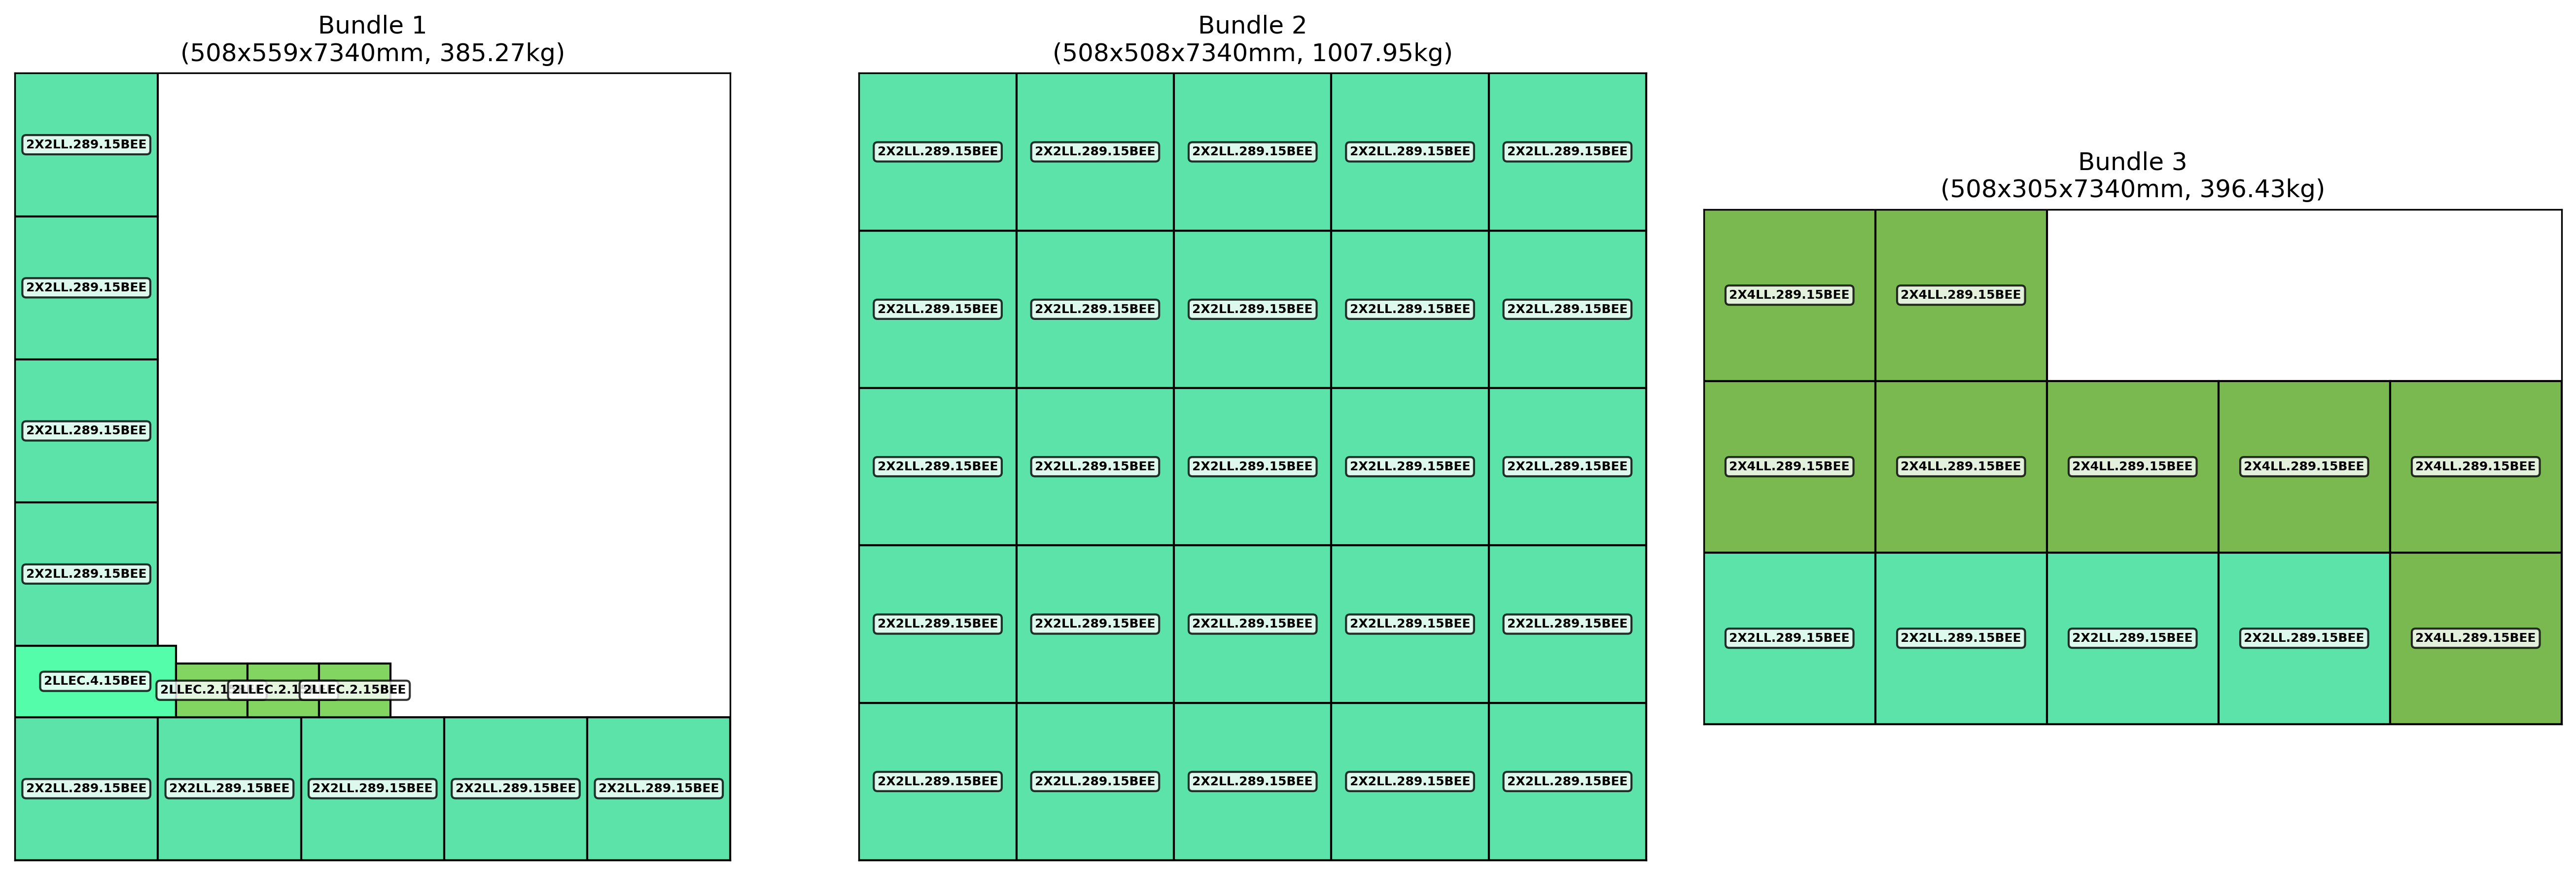 Bundle 1
(508x559x7340mm, 385.27kg)
2X2LL.289.15BEE
2X2LL.289.15BEE
2X2LL.289.15BEE
2X2LL.289.15BEE
2LLEC.4.15BEE
2LLEC.2.1 2LLEC.2.1 2LLEC.2.15BEE
2X2LL.289.15BEE 2X2LL.289.15BEE 2X2LL.289.15BEE 2X2LL.289.15BEE 2X2LL.289.15BEE
Bundle 2
(508x508x7340mm, 1007.95kg)
2X2LL.289.15BEE 2X2LL.289.15BEE 2X2LL.289.15BEE 2X2LL.289.15BEE 2X2LL.289.15BEE
2X2LL.289.15BEE 2X2LL.289.15BEE 2X2LL.289.15BEE 2X2LL.289.15BEE 2X2LL.289.15BEE
2X2LL.289.15BEE 2X2LL.289.15BEE 2X2LL.289.15BEE 2X2LL.289.15BEE 2X2LL.289.15BEE
2X2LL.289.15BEE 2X2LL.289.15BEE 2X2LL.289.15BEE 2X2LL.289.15BEE 2X2LL.289.15BEE
2X2LL.289.15BEE 2X2LL.289.15BEE 2X2LL.289.15BEE 2X2LL.289.15BEE 2X2LL.289.15BEE
Bundle 3
(508x305x7340mm, 396.43kg)
2X4LL.289.15BEE 2X4LL.289.15BEE
2X4LL.289.15BEE 2X4LL.289.15BEE 2X4LL.289.15BEE 2X4LL.289.15BEE 2X4LL.289.15BEE
2X2LL.289.15BEE 2X2LL.289.15BEE 2X2LL.289.15BEE 2X2LL.289.15BEE 2X4LL.289.15BEE